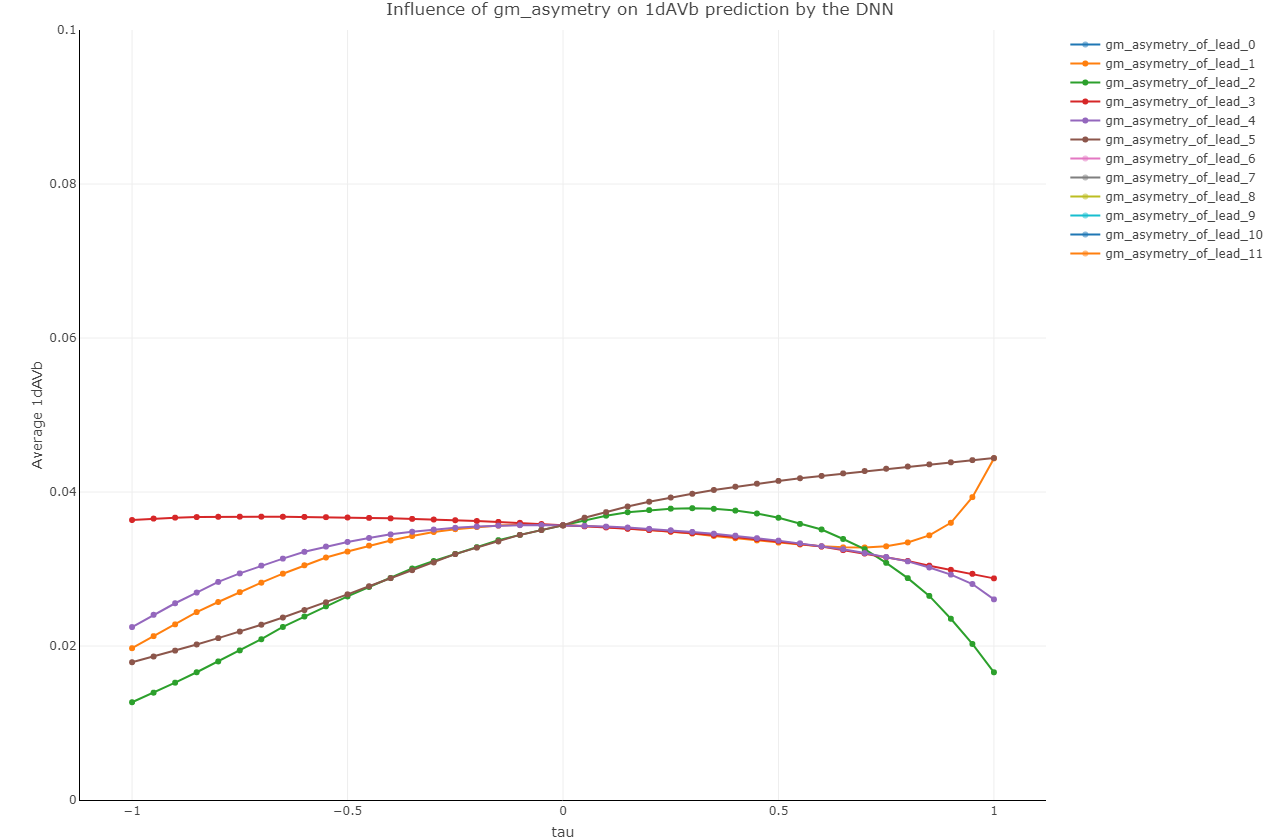 Influence of gm_asymetry on 1dAVb prediction by the DNN
0.1
0.08
0.06
0.04
0.02
0
Average 1dAVb
−1
−0.5
0
0.5
1
tau
gm_asymetry_of_lead_0
gm_asymetry_of_lead_1
gm_asymetry_of_lead_2
gm_asymetry_of_lead_3
gm_asymetry_of_lead_4
gm_asymetry_of_lead_5
gm_asymetry_of_lead_6
gm_asymetry_of_lead_7
gm_asymetry_of_lead_8
gm_asymetry_of_lead_9
gm_asymetry_of_lead_10
gm_asymetry_of_lead_11